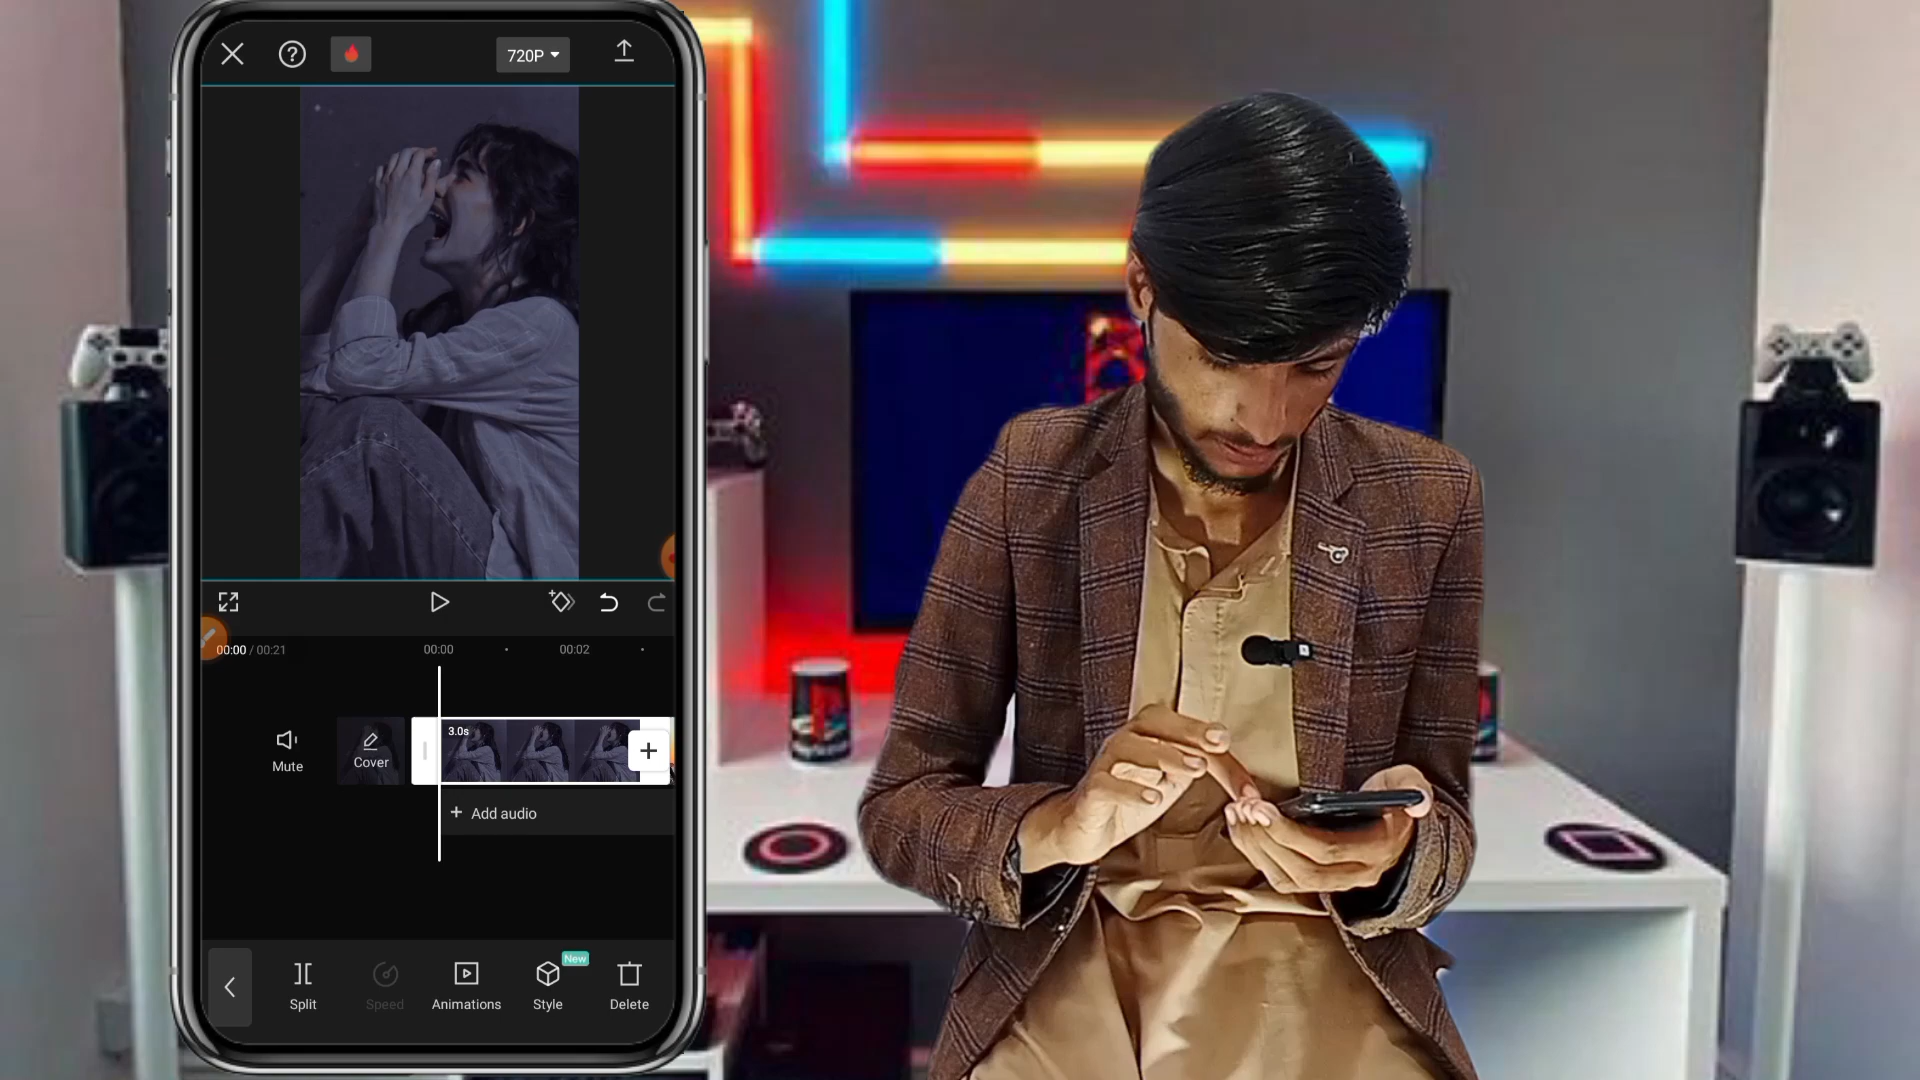 720P
00:00 / 00:21
00:00
00:02
3.0s
Mute
Cover
+ Add audio
New
Split
Speed
Animations
Style
Delete